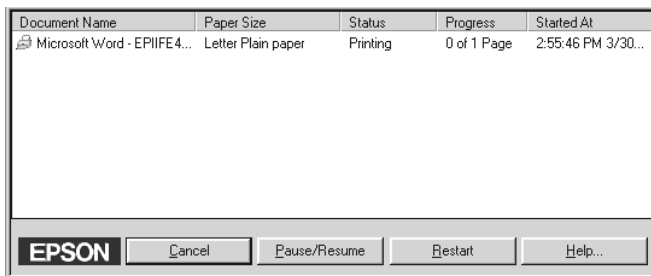 Document Name Paper Size Status Progress Started At
Microsoft Word - EPIIFE4... Letter Plain paper Printing 0 of 1 Page 2:55:46 PM 3/30...
EPSON Cancel Pause/Resume Restart Help...